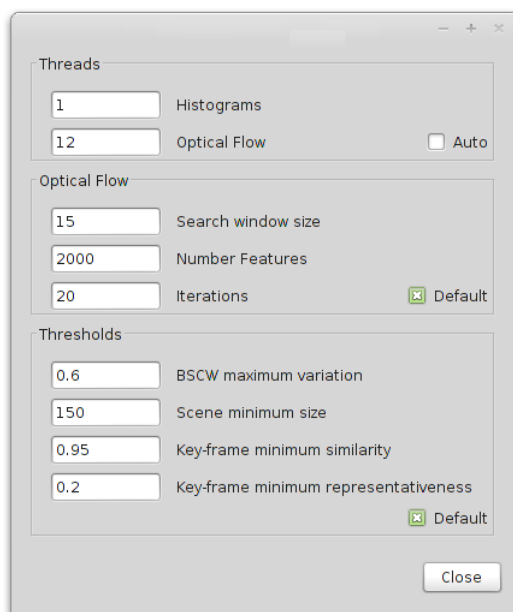 Threads
1 Histograms
12 Optical Flow Auto
Optical Flow
15 Search window size
2000 Number Features
20 Iterations Default
Thresholds
0.6 BSCW maximum variation
150 Scene minimum size
0.95 Key-frame minimum similarity
0.2 Key-frame minimum representativeness
Default
Close